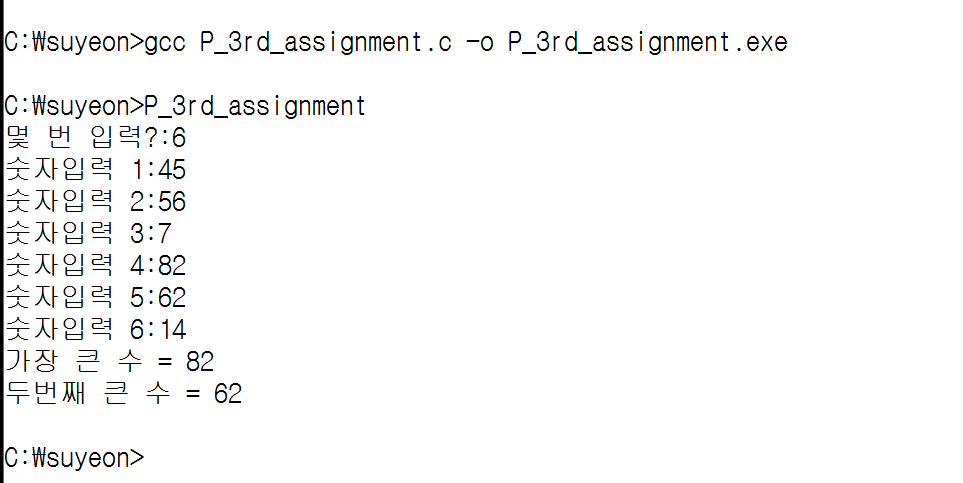 C:₩suyeon>gcc P_3rd_assignment.c -o P_3rd_assignment.exe
C:₩suyeon>P_3rd_assignment
몇 번 입력?:6
숫자입력 1:45
숫자입력 2:56
숫자입력 3:7
숫자입력 4:82
숫자입력 5:62
숫자입력 6:14
가장 큰 수 = 82
두번째 큰 수 = 62
C:₩suyeon>